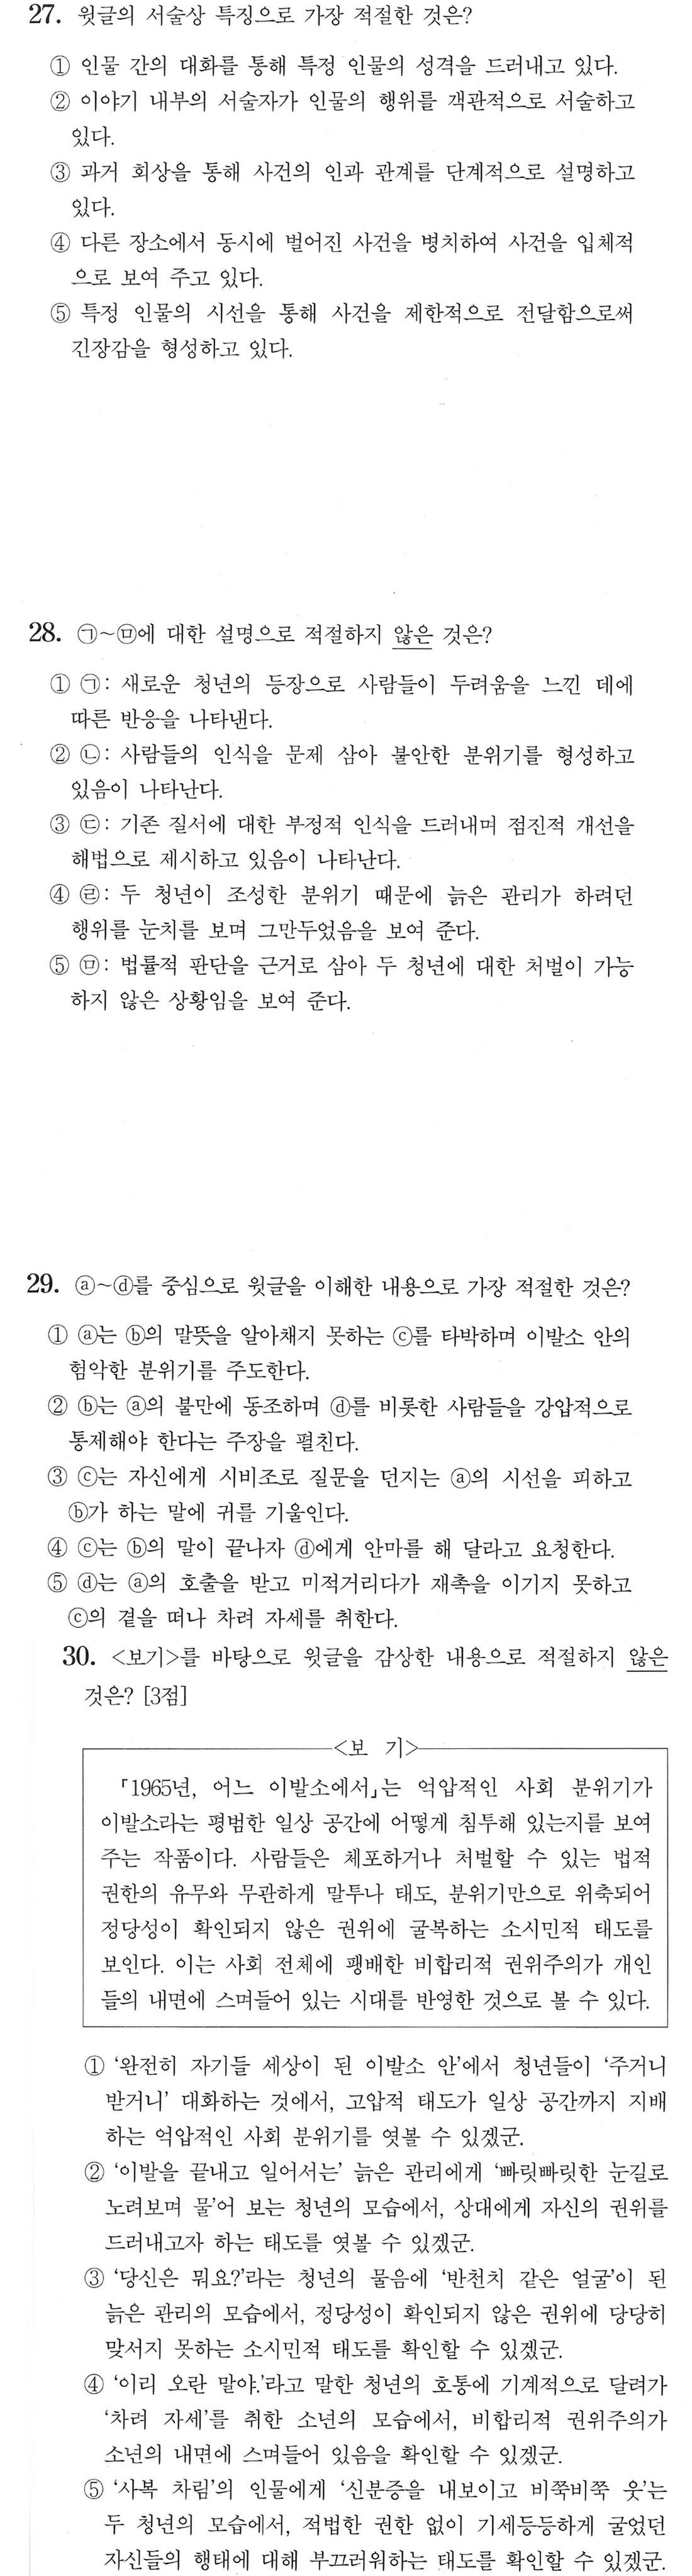 27. 윗글의 서술상 특징으로 가장 적절한 것은?
① 인물 간의 대화를 통해 특정 인물의 성격을 드러내고 있다.
② 이야기 내부의 서술자가 인물의 행위를 객관적으로 서술하고
있다.
③ 과거 회상을 통해 사건의 인과 관계를 단계적으로 설명하고
있다.
④ 다른 장소에서 동시에 벌어진 사건을 병치하여 사건을 입체적
으로 보여 주고 있다.
⑤ 특정 인물의 시선을 통해 사건을 제한적으로 전달함으로써
긴장감을 형성하고 있다.
28. ㉠~㉤에 대한 설명으로 적절하지 않은 것은?
① ㉠: 새로운 청년의 등장으로 사람들이 두려움을 느낀 데에
따른 반응을 나타낸다.
② ㉡: 사람들의 인식을 문제 삼아 불안한 분위기를 형성하고
있음이 나타난다.
③ ㉢: 기존 질서에 대한 부정적 인식을 드러내며 점진적 개선을
해법으로 제시하고 있음이 나타난다.
④ ㉣: 두 청년이 조성한 분위기 때문에 늙은 관리가 하려던
행위를 눈치를 보며 그만두었음을 보여 준다.
⑤ ㉤: 법률적 판단을 근거로 삼아 두 청년에 대한 처벌이 가능
하지 않은 상황임을 보여 준다.
29. ⓐ~ⓓ를 중심으로 윗글을 이해한 내용으로 가장 적절한 것은?
① ⓐ는 ⓑ의 말뜻을 알아채지 못하는 ⓒ를 타박하며 이발소 안의
험악한 분위기를 주도한다.
② ⓑ는 ⓐ의 불만에 동조하며 ⓓ를 비롯한 사람들을 강압적으로
통제해야 한다는 주장을 펼친다.
③ ⓒ는 자신에게 시비조로 질문을 던지는 ⓐ의 시선을 피하고
ⓑ가 하는 말에 귀를 기울인다.
④ ⓒ는 ⓑ의 말이 끝나자 ⓓ에게 안마를 해 달라고 요청한다.
⑤ ⓓ는 ⓐ의 호출을 받고 미적거리다가 재촉을 이기지 못하고
ⓒ의 곁을 떠나 차려 자세를 취한다.
30. <보기>를 바탕으로 윗글을 감상한 내용으로 적절하지 않은
것은? [3점]
<보 기>
「1965년, 어느 이발소에서」는 억압적인 사회 분위기가
이발소라는 평범한 일상 공간에 어떻게 침투해 있는지를 보여
주는 작품이다. 사람들은 체포하거나 처벌할 수 있는 법적
권한의 유무와 무관하게 말투나 태도, 분위기만으로 위축되어
정당성이 확인되지 않은 권위에 굴복하는 소시민적 태도를
보인다. 이는 사회 전체에 팽배한 비합리적 권위주의가 개인
들의 내면에 스며들어 있는 시대를 반영한 것으로 볼 수 있다.
① ‘완전히 자기들 세상이 된 이발소 안’에서 청년들이 ‘주거니
받거니’ 대화하는 것에서, 고압적 태도가 일상 공간까지 지배
하는 억압적인 사회 분위기를 엿볼 수 있겠군.
② ‘이발을 끝내고 일어서는’ 늙은 관리에게 ‘빠릿빠릿한 눈길로
노려보며 물’어 보는 청년의 모습에서, 상대에게 자신의 권위를
드러내고자 하는 태도를 엿볼 수 있겠군.
③ ‘당신은 뭐요?’라는 청년의 물음에 ‘반천치 같은 얼굴’이 된
늙은 관리의 모습에서, 정당성이 확인되지 않은 권위에 당당히
맞서지 못하는 소시민적 태도를 확인할 수 있겠군.
④ ‘이리 오란 말야.’라고 말한 청년의 호통에 기계적으로 달려가
‘차려 자세’를 취한 소년의 모습에서, 비합리적 권위주의가
소년의 내면에 스며들어 있음을 확인할 수 있겠군.
⑤ ‘사복 차림’의 인물에게 ‘신분증을 내보이고 비쭉비쭉 웃’는
두 청년의 모습에서, 적법한 권한 없이 기세등등하게 굴었던
자신들의 행태에 대해 부끄러워하는 태도를 확인할 수 있겠군.